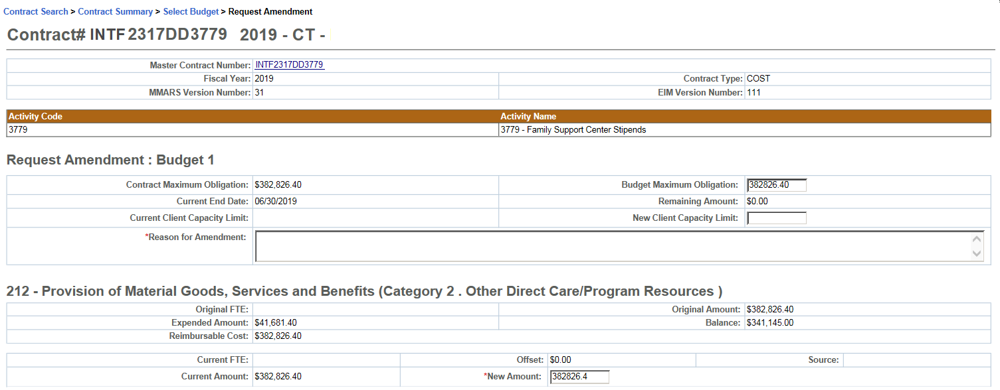 Contract Search > Contract Summary > Select Budget > Request Amendment
Contract# INTF2317DD3779 2019 - CT -
Master Contract Number: INTF2317DD3779
Fiscal Year: 2019 Contract Type: COST
MMARS Version Number: 31 EIM Version Number: 111
Activity Code Activity Name
3779 3779 - Family Support Center Stipends
Request Amendment : Budget 1
Contract Maximum Obligation: $382,826.40 Budget Maximum Obligation: 382826.40
Current End Date: 06/30/2019 Remaining Amount: $0.00
Current Client Capacity Limit: New Client Capacity Limit:
*Reason for Amendment:
212 - Provision of Material Goods, Services and Benefits (Category 2 . Other Direct Care/Program Resources )
Original FTE: Original Amount: $382,826.40
Expended Amount: $41,681.40 Balance: $341,145.00
Reimbursable Cost: $382,826.40
Current FTE: Offset: $0.00 Source:
Current Amount: $382,826.40 *New Amount: 382826.4